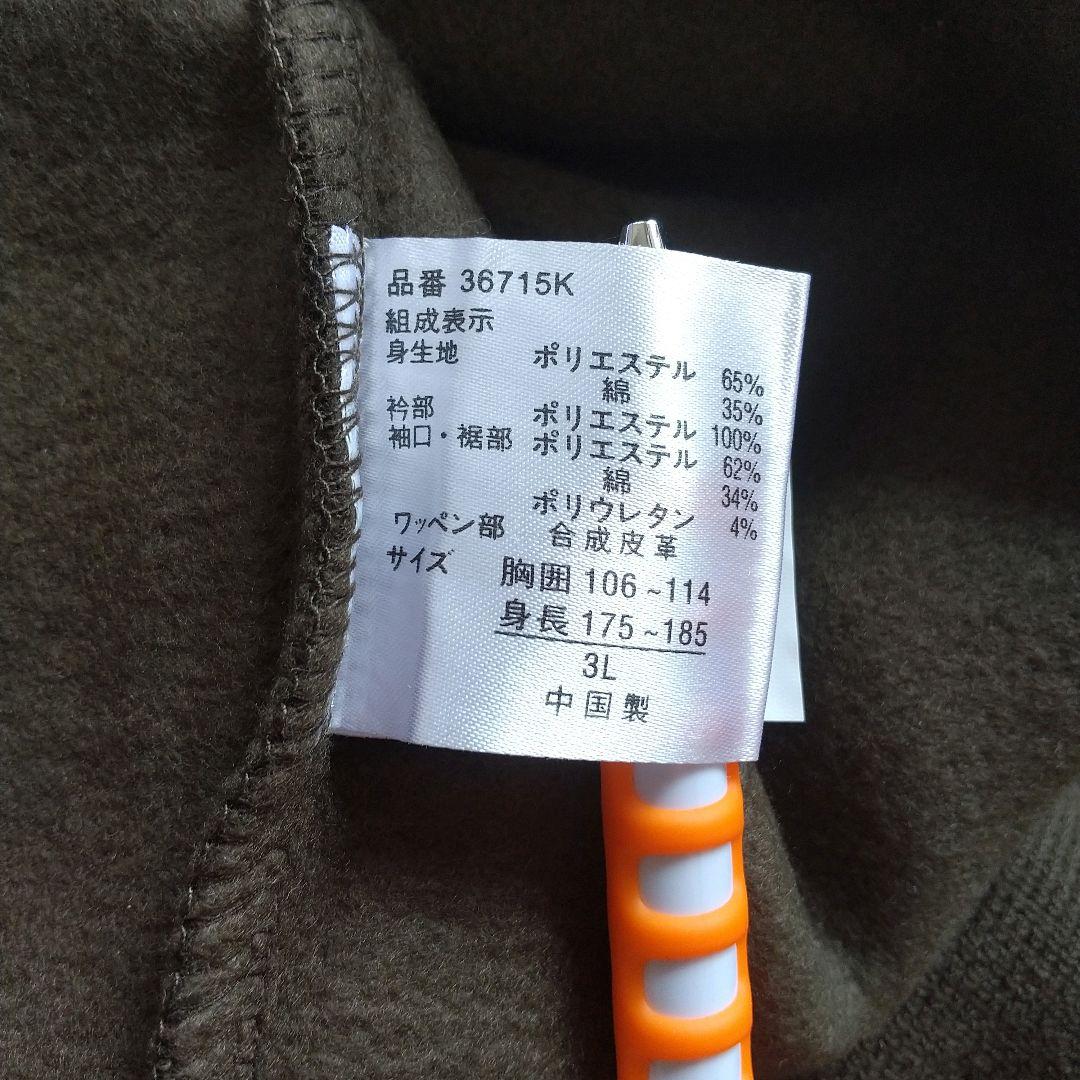 品番 36715K
組成表示
身生地 ポリエステル 65%
綿 35%
衿部 ポリエステル 100%
袖口・裾部 ポリエステル 62%
綿 34%
ポリウレタン 4%
ワッペン部 合成皮革
サイズ 胸囲 106~114
身長 175~185
3L
中国製